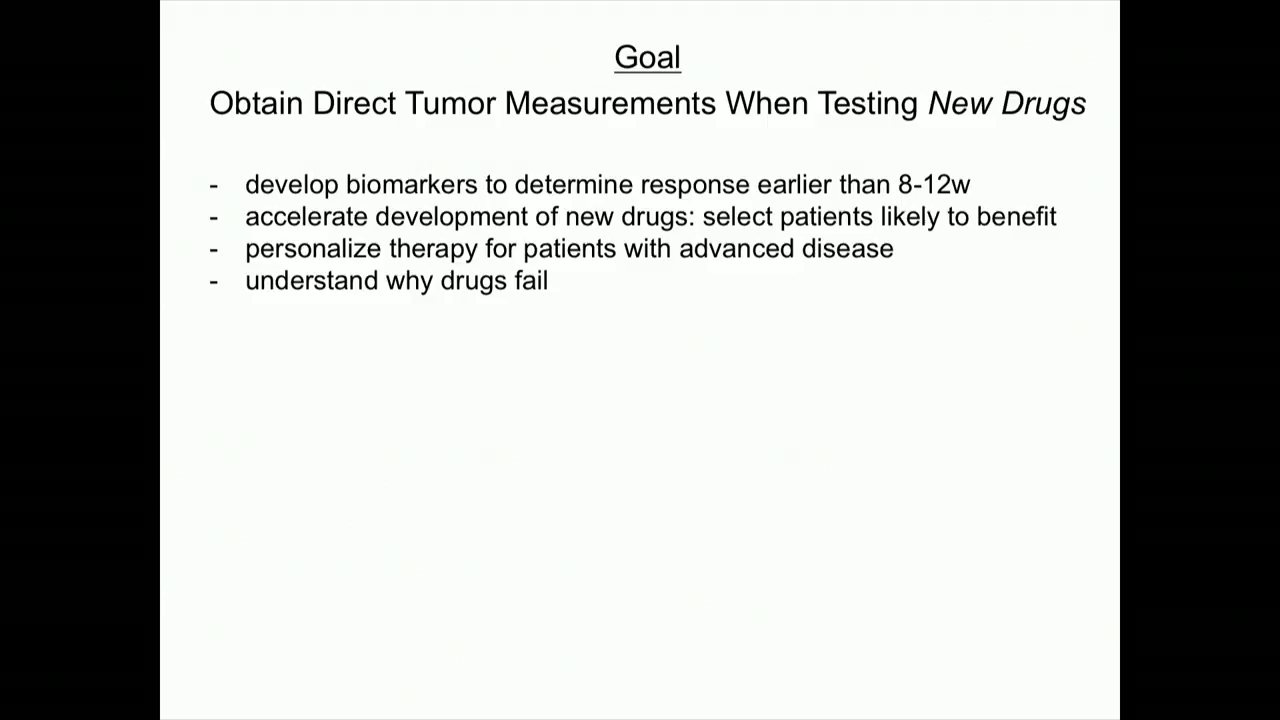 Goal
Obtain Direct Tumor Measurements When Testing New Drugs
- develop biomarkers to determine response earlier than 8-12w
- accelerate development of new drugs: select patients likely to benefit
- personalize therapy for patients with advanced disease
- understand why drugs fail